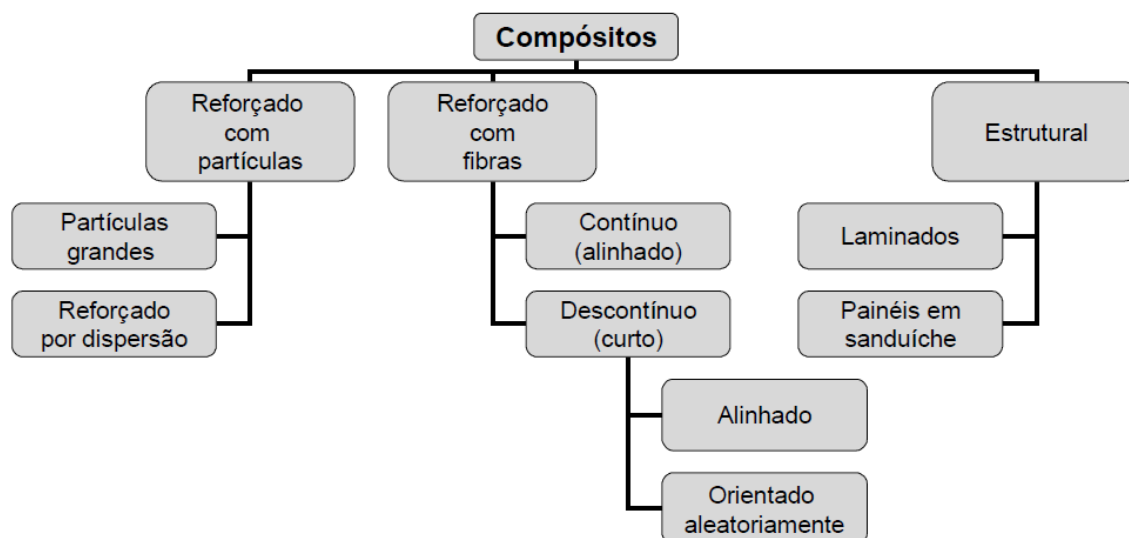 Compósitos
Reforçado
com
partículas
Reforçado
com
fibras
Estrutural
Partículas
grandes
Contínuo
(alinhado)
Laminados
Reforçado
por dispersão
Descontínuo
(curto)
Painéis em
sanduíche
Alinhado
Orientado
aleatoriamente